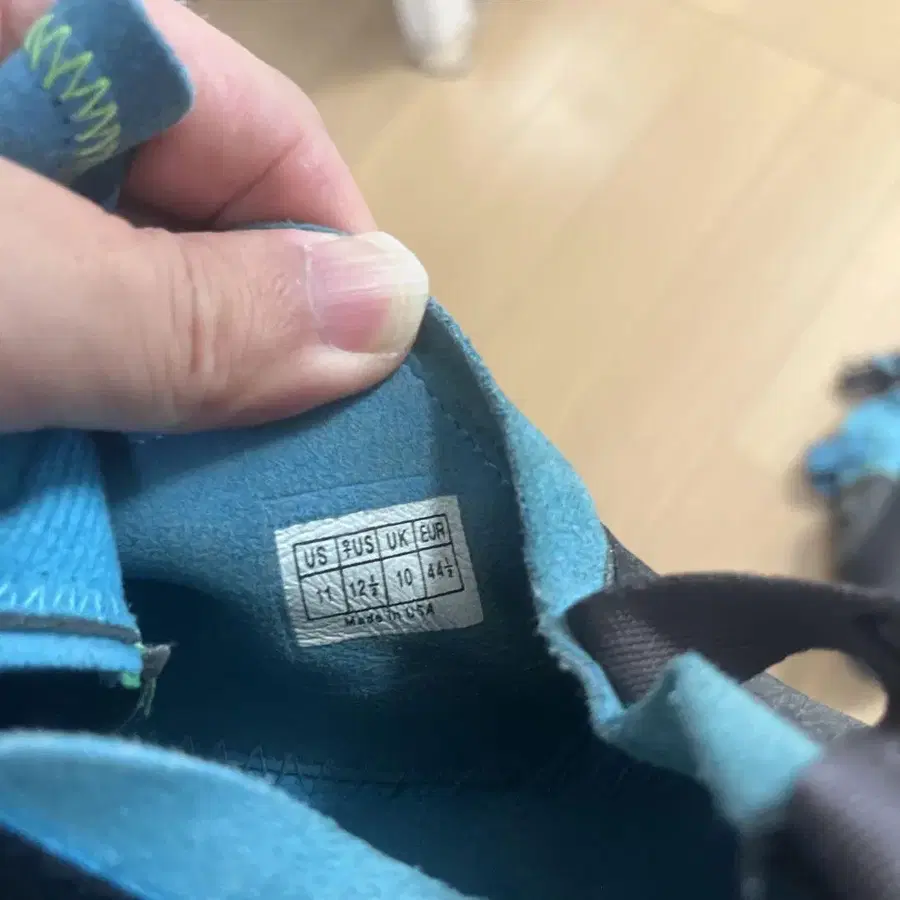 US ♀US UK EUR
11 12½ 10 44½
Made in USA